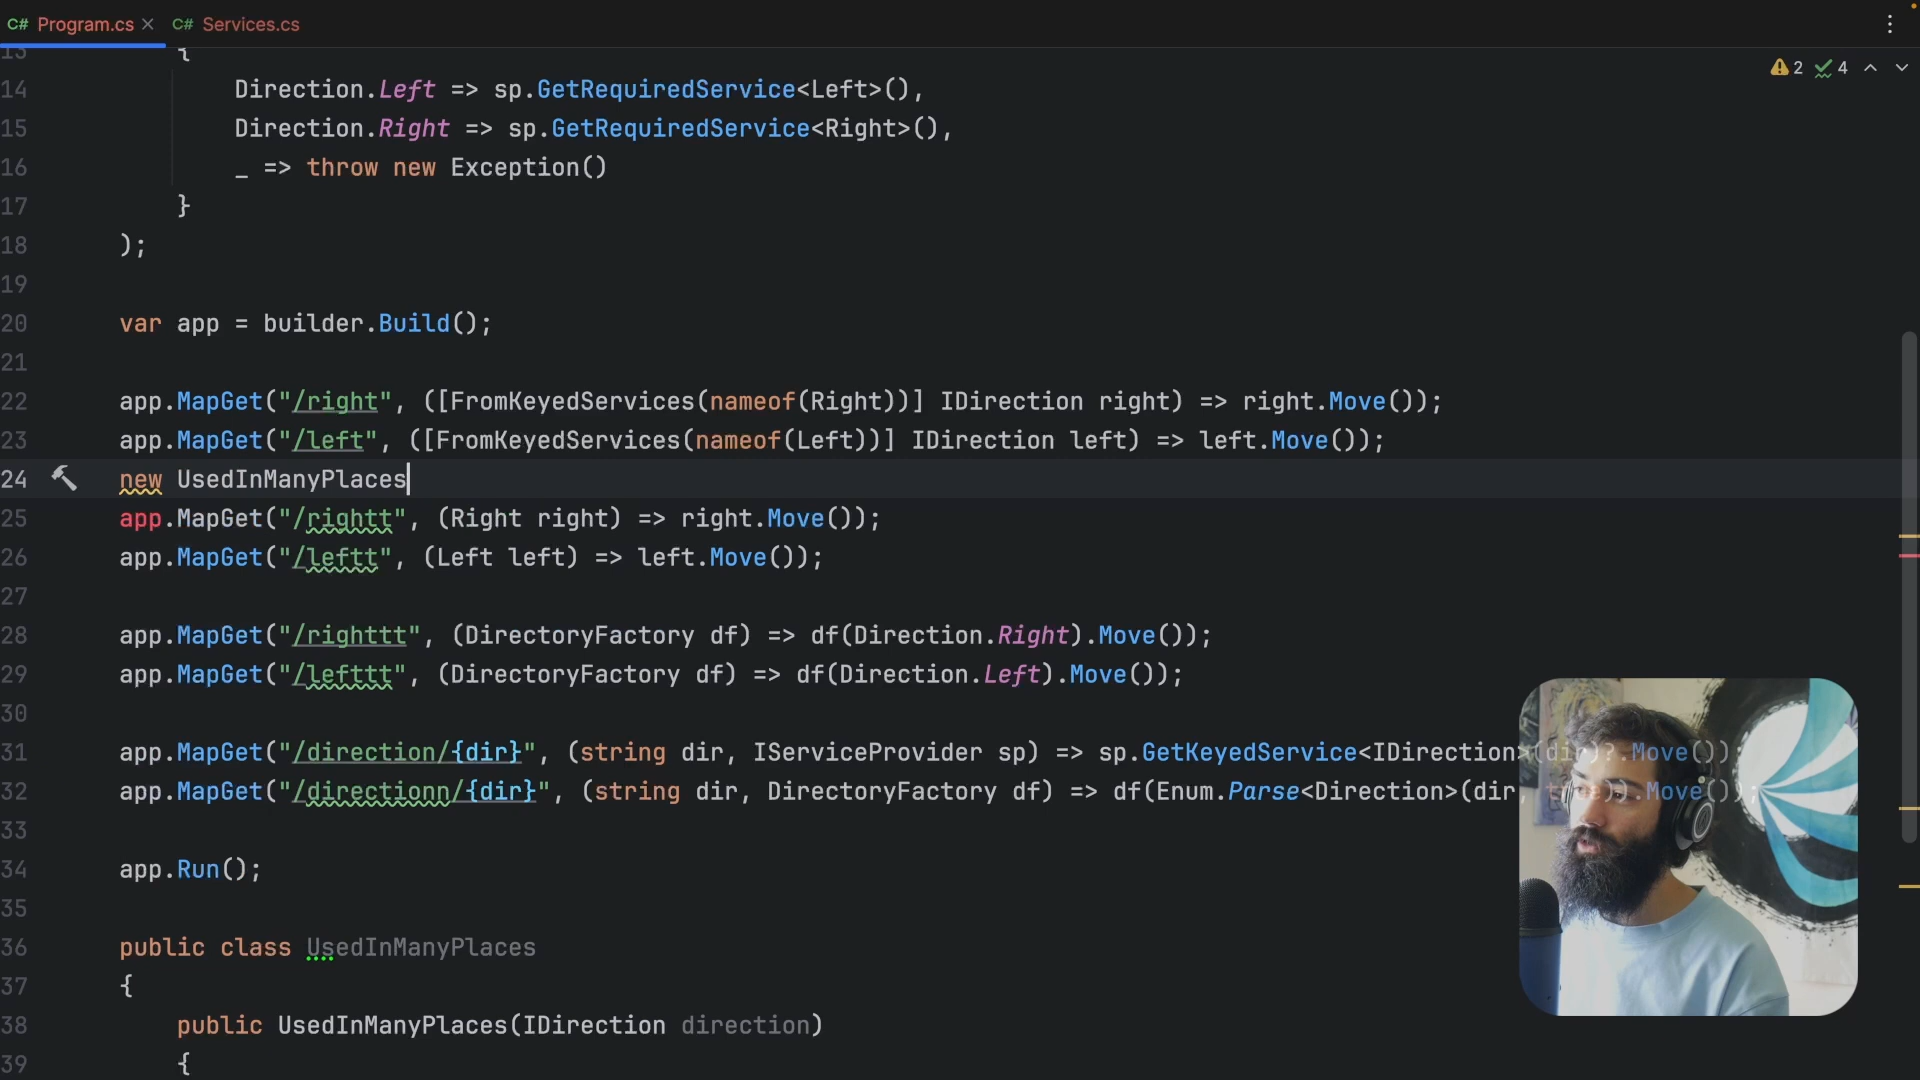 C# Program.cs × C# Services.cs
2 4
13 {
14 Direction.Left => sp.GetRequiredService<Left>(),
15 Direction.Right => sp.GetRequiredService<Right>(),
16 _ => throw new Exception()
17 }
18 );
19
20 var app = builder.Build();
21
22 app.MapGet("/right", ([FromKeyedServices(nameof(Right))] IDirection right) => right.Move());
23 app.MapGet("/left", ([FromKeyedServices(nameof(Left))] IDirection left) => left.Move());
24 new UsedInManyPlaces
25 app.MapGet("/rightt", (Right right) => right.Move());
26 app.MapGet("/leftt", (Left left) => left.Move());
27
28 app.MapGet("/righttt", (DirectoryFactory df) => df(Direction.Right).Move());
29 app.MapGet("/lefttt", (DirectoryFactory df) => df(Direction.Left).Move());
30
31 app.MapGet("/direction/{dir}", (string dir, IServiceProvider sp) => sp.GetKeyedService<IDirection>(dir)?.Move());
32 app.MapGet("/directionn/{dir}", (string dir, DirectoryFactory df) => df(Enum.Parse<Direction>(dir, true)).Move());
33
34 app.Run();
35
36 public class UsedInManyPlaces
37 {
38 public UsedInManyPlaces(IDirection direction)
39 {